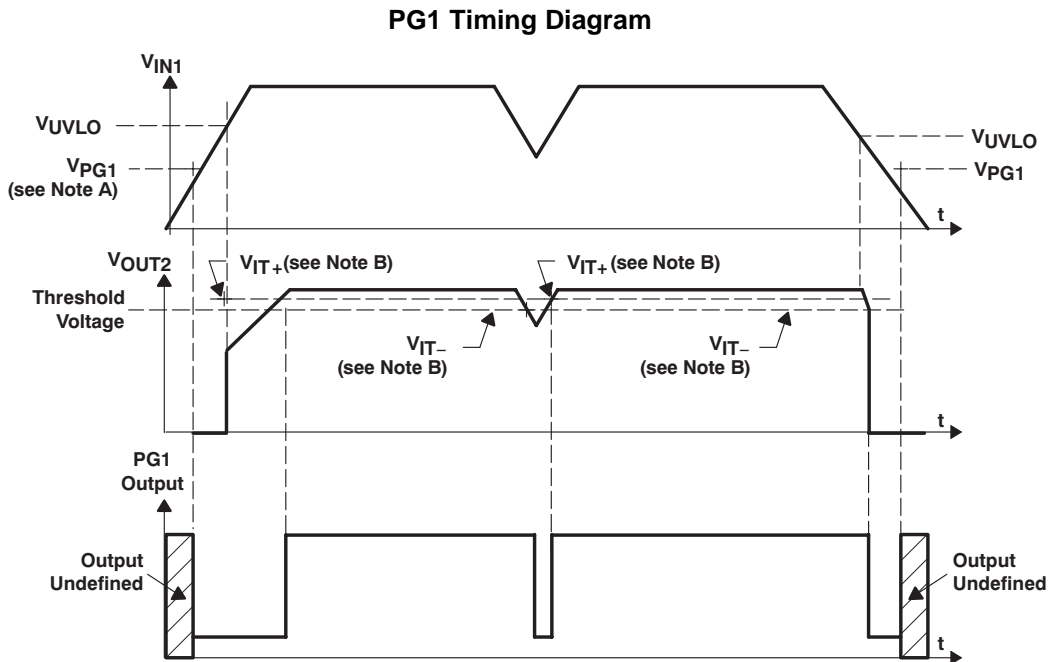 PG1 Timing Diagram
VIN1
VUVLO
VPG1
(see Note A)
VUVLO
VPG1
t
VOUT2
VIT+ (see Note B)
VIT+ (see Note B)
Threshold
Voltage
VIT−
(see Note B)
VIT−
(see Note B)
t
PG1
Output
Output
Undefined
Output
Undefined
t